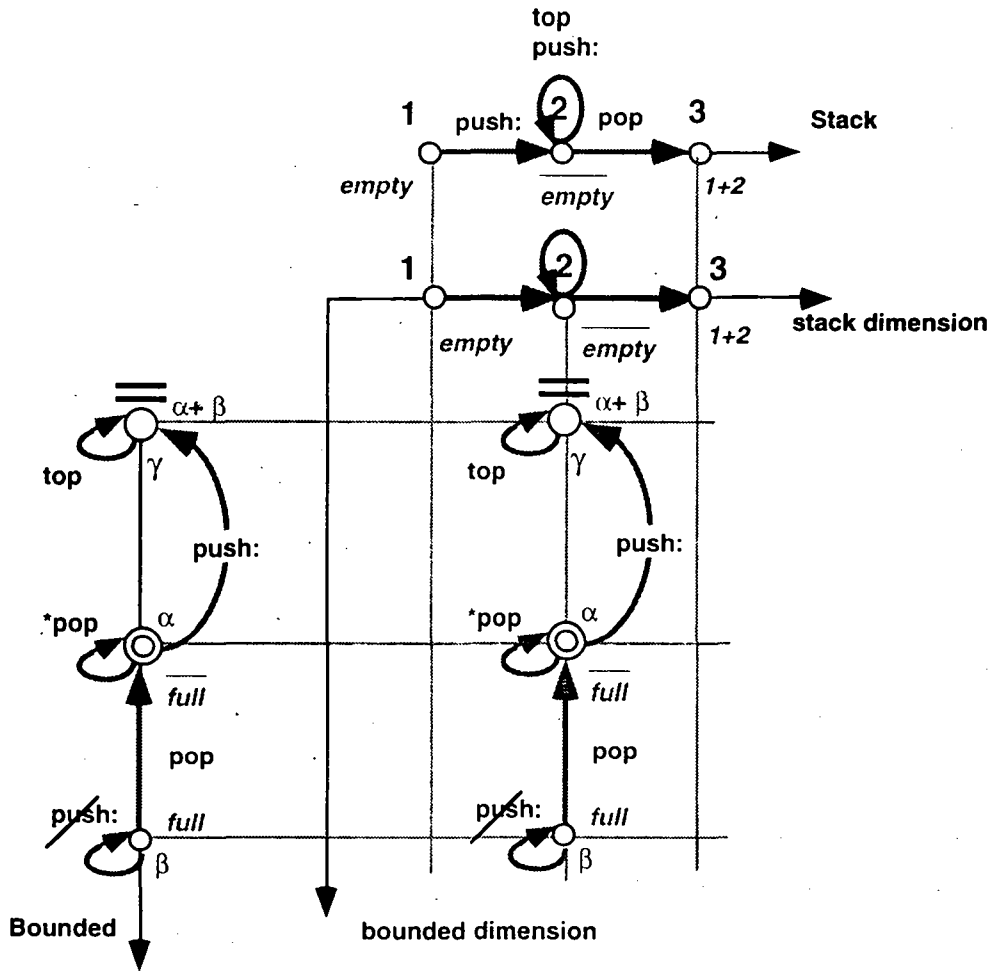 top
push:
1 push: 2 pop 3 Stack
empty empty 1+2
1 2 3
stack dimension
empty empty 1+2
α+ β α+ β
top γ top γ
push: push:
*pop α *pop α
full full
pop pop
push: full push: full
β β
Bounded bounded dimension